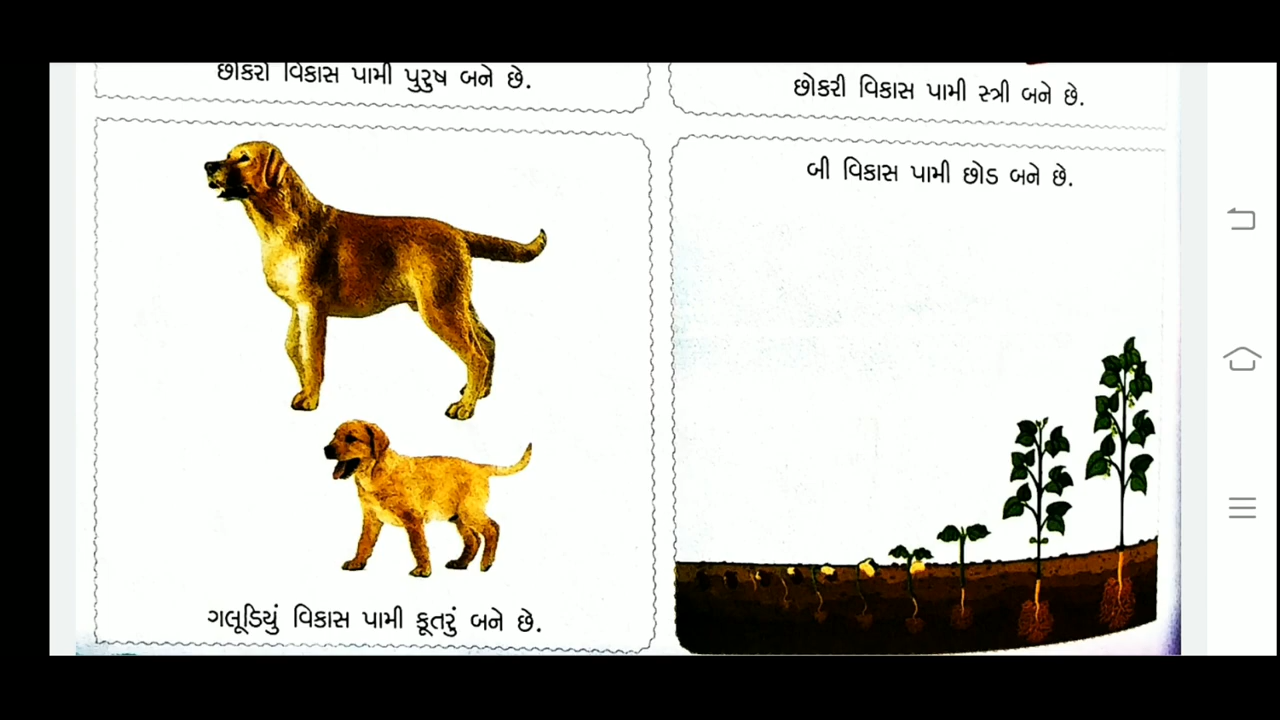 છોકરો વિકાસ પામી પુરુષ બને છે.
છોકરી વિકાસ પામી સ્ત્રી બને છે.
બી વિકાસ પામી છોડ બને છે.
ગલૂડિયું વિકાસ પામી કૂતરું બને છે.